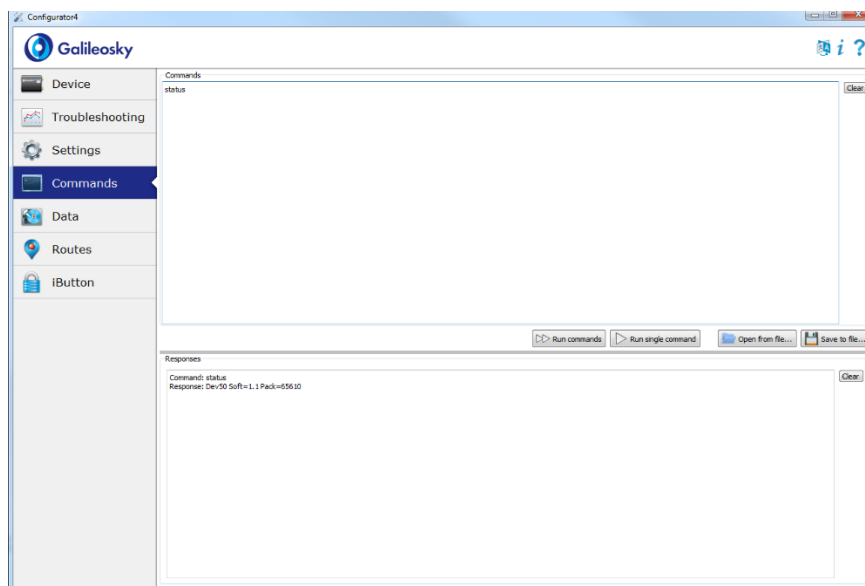 Configurator4
Galileosky
i ?
Device
Troubleshooting
Settings
Commands
Data
Routes
iButton
Commands
status
Clear
Run commands
Run single command
Open from file...
Save to file...
Responses
Command: status
Response: Dev50 Soft=1.1 Pack=65610
Clear